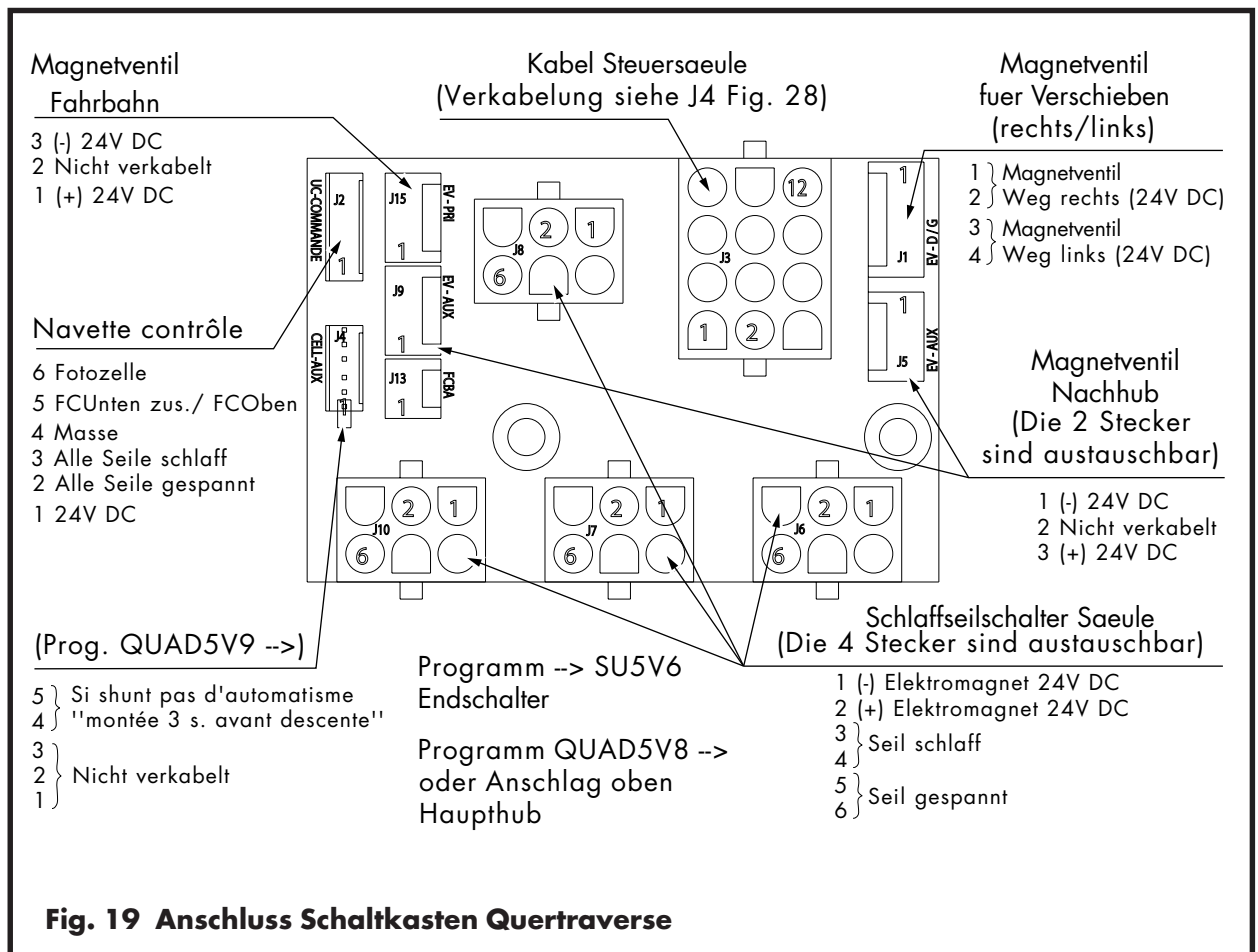 Magnetventil
Fahrbahn
3 (-) 24V DC
2 Nicht verkabelt
1 (+) 24V DC
Kabel Steuersaeule
(Verkabelung siehe J4 Fig. 28)
Magnetventil
fuer Verschieben
(rechts/links)
1 Magnetventil
2 Weg rechts (24V DC)
3 Magnetventil
4 Weg links (24V DC)
UC-COMMANDE
J2
1
J15
EV-PRI
1
J8
2
1
6
J3
12
1
2
1
J1
EV-D/G
J9
EV-AUX
1
1
J5
EV-AUX
CELL-AUX
J4
1
J13
FCBA
1
Navette contrôle
6 Fotozelle
5 FCUnten zus./ FCOben
4 Masse
3 Alle Seile schlaff
2 Alle Seile gespannt
1 24V DC
Magnetventil
Nachhub
(Die 2 Stecker
sind austauschbar)
1 (-) 24V DC
2 Nicht verkabelt
3 (+) 24V DC
2
1
J10
6
2
1
J7
6
2
1
J6
6
(Prog. QUAD5V9 -->)
5 Si shunt pas d'automatisme
4 ''montée 3 s. avant descente''
3
2 Nicht verkabelt
1
Programm --> SU5V6
Endschalter
Programm QUAD5V8 -->
oder Anschlag oben
Haupthub
Schlaffseilschalter Saeule
(Die 4 Stecker sind austauschbar)
1 (-) Elektromagnet 24V DC
2 (+) Elektromagnet 24V DC
3 Seil schlaff
4
5 Seil gespannt
6
Fig. 19 Anschluss Schaltkasten Quertraverse